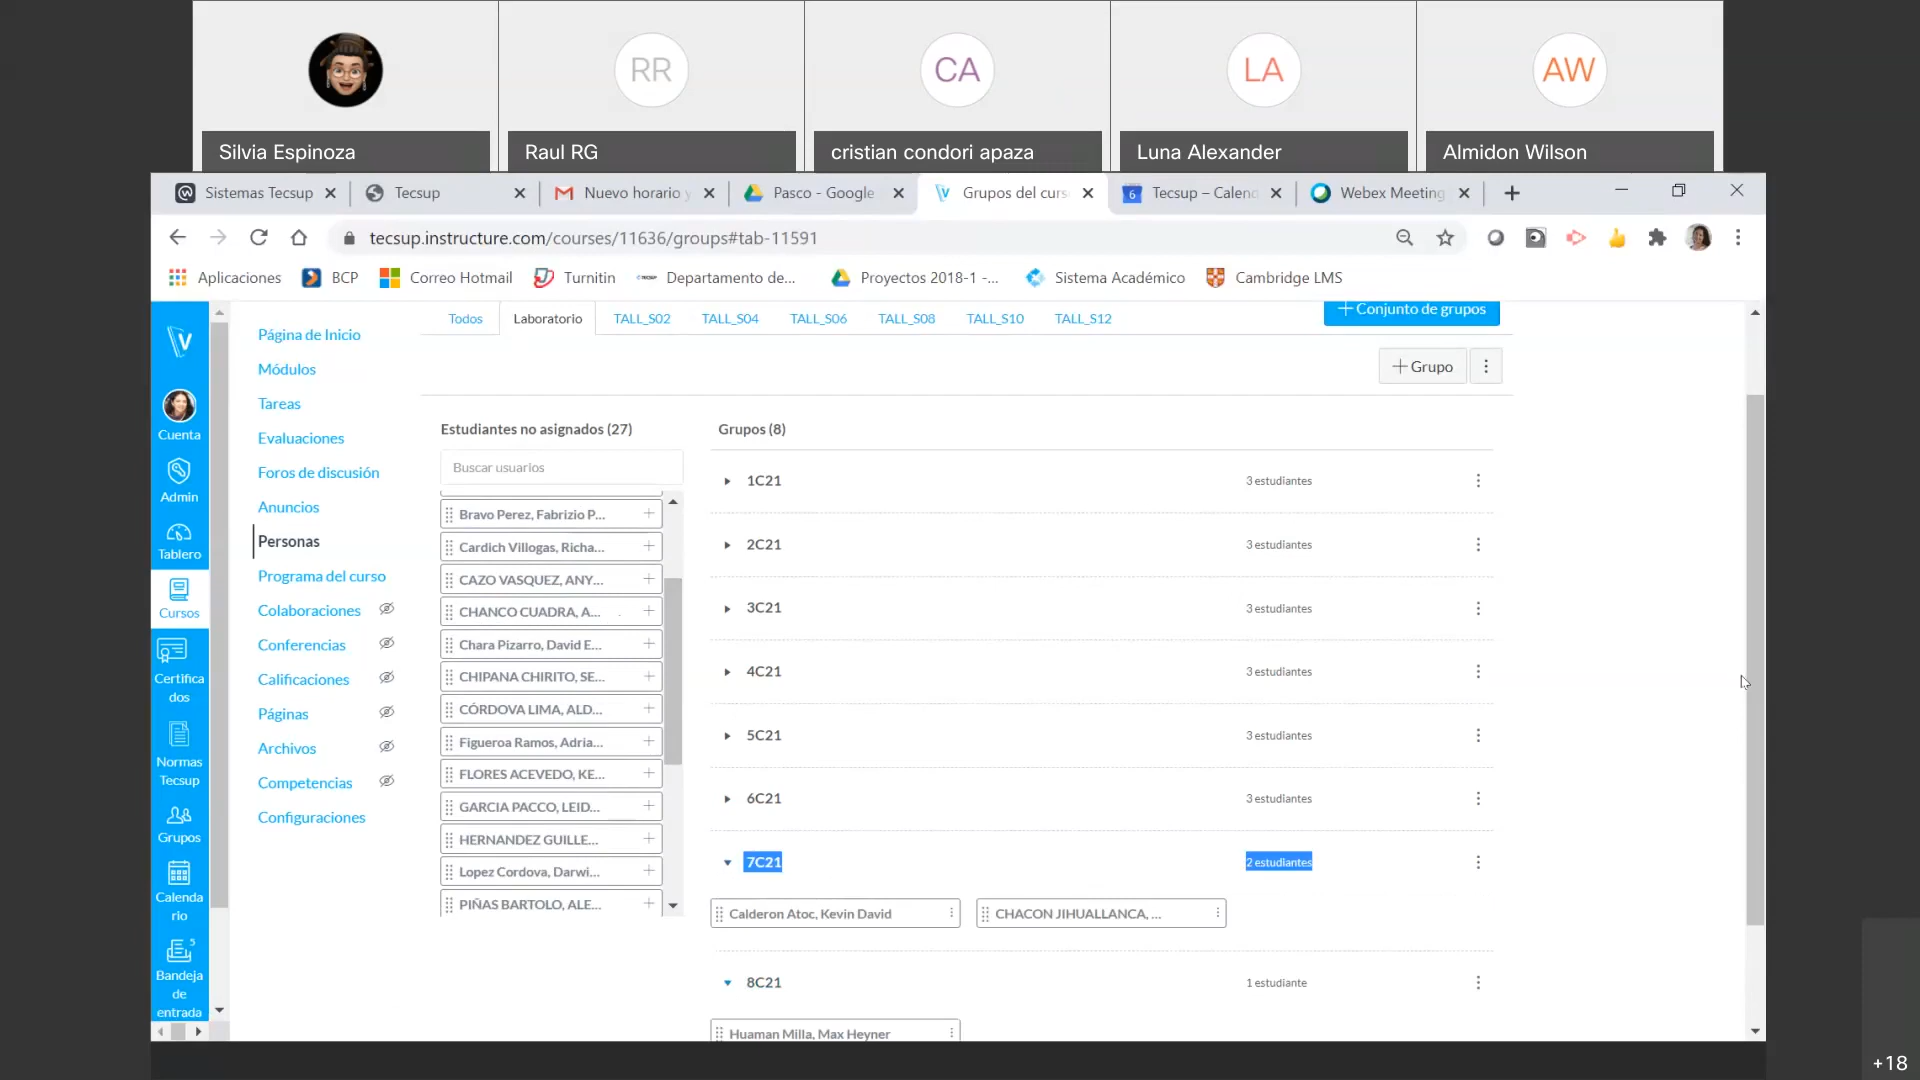 RR
CA
LA
AW
Silvia Espinoza
Raul RG
cristian condori apaza
Luna Alexander
Almidon Wilson
Sistemas Tecsup
Tecsup
Nuevo horario y
Pasco - Google
Grupos del curs
6
Tecsup – Calend
Webex Meeting
tecsup.instructure.com/courses/11636/groups#tab-11591
Aplicaciones
BCP
Correo Hotmail
Turnitin
Departamento de...
Proyectos 2018-1 -...
Sistema Académico
Cambridge LMS
V
Cuenta
Admin
Tablero
Cursos
Certifica
dos
Normas
Tecsup
Grupos
Calenda
rio
5
Bandeja
de
entrada
Página de Inicio
Módulos
Tareas
Evaluaciones
Foros de discusión
Anuncios
Personas
Programa del curso
Colaboraciones
Conferencias
Calificaciones
Páginas
Archivos
Competencias
Configuraciones
Todos
Laboratorio
TALL_S02
TALL_S04
TALL_S06
TALL_S08
TALL_S10
TALL_S12
+ Conjunto de grupos
+ Grupo
Estudiantes no asignados (27)
Buscar usuarios
Bravo Perez, Fabrizio P...
Cardich Villogas, Richa...
CAZO VASQUEZ, ANY...
CHANCO CUADRA, A...
Chara Pizarro, David E...
CHIPANA CHIRITO, SE...
CÓRDOVA LIMA, ALD...
Figueroa Ramos, Adria...
FLORES ACEVEDO, KE...
GARCIA PACCO, LEID...
HERNANDEZ GUILLE...
Lopez Cordova, Darwi...
PIÑAS BARTOLO, ALE...
Grupos (8)
1C21 3 estudiantes
2C21 3 estudiantes
3C21 3 estudiantes
4C21 3 estudiantes
5C21 3 estudiantes
6C21 3 estudiantes
7C21 2 estudiantes
Calderon Atoc, Kevin David
CHACON JIHUALLANCA, ...
8C21 1 estudiante
Huaman Milla, Max Heyner
+18